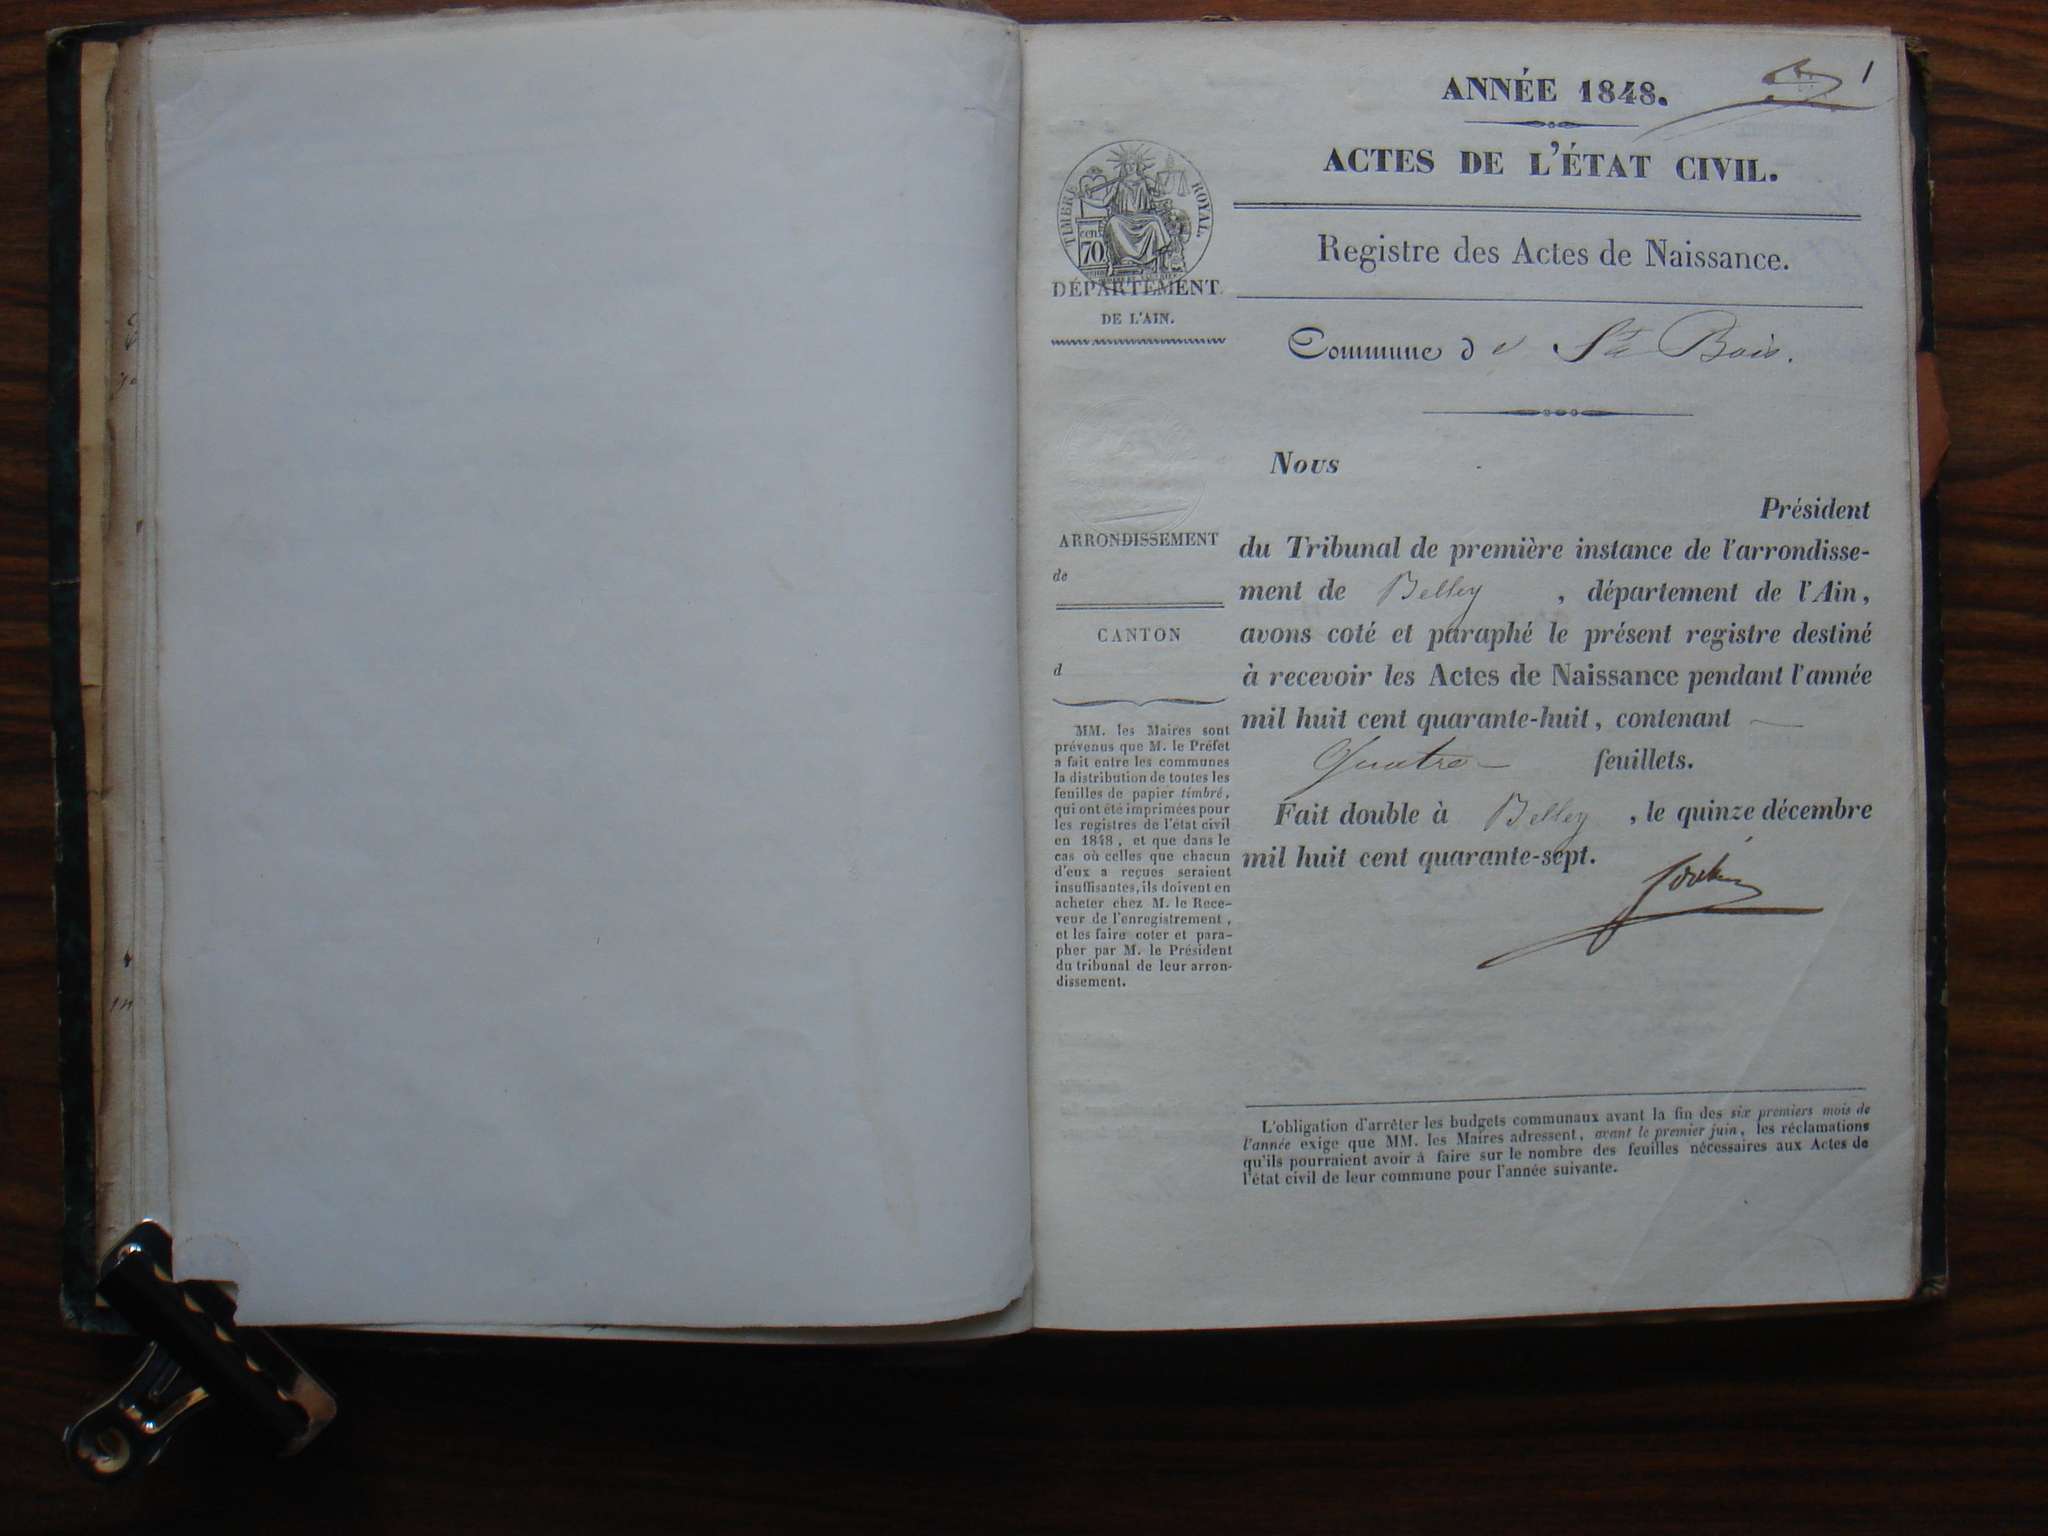 ANNÉE 1848.
1
ACTES DE L'ÉTAT CIVIL.
TIMBRE ROYAL.
cen.
70
DÉPARTEMENT
DE L'AIN.
Registre des Actes de Naissance.
Commune de Ste Bois.
ARRONDISSEMENT
de
CANTON
d
MM. les Maires sont
prévenus que M. le Préfet
a fait entre les communes
la distribution de toutes les
feuilles de papier timbré,
qui ont été imprimées pour
les registres de l'état civil
en 1848, et que dans le
cas où celles que chacun
d'eux a reçues seraient
insuffisantes, ils doivent en
acheter chez M. le Rece-
veur de l'enregistrement,
et les faire coter et para-
pher par M. le Président
du tribunal de leur arron-
dissement.
Nous
Président
du Tribunal de première instance de l'arrondisse-
ment de Belley, département de l'Ain,
avons coté et paraphé le présent registre destiné
à recevoir les Actes de Naissance pendant l'année
mil huit cent quarante-huit, contenant
Quatre feuillets.
Fait double à Belley, le quinze décembre
mil huit cent quarante-sept.
L'obligation d'arrêter les budgets communaux avant la fin des six premiers mois de
l'année exige que MM. les Maires adressent, avant le premier juin, les réclamations
qu'ils pourraient avoir à faire sur le nombre des feuilles nécessaires aux Actes de
l'état civil de leur commune pour l'année suivante.